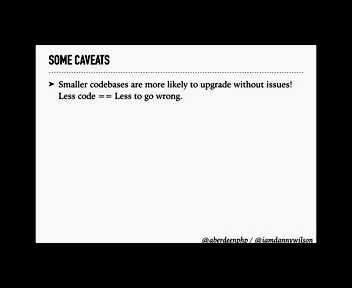 SOME CAVEATS
➤ Smaller codebases are more likely to upgrade without issues!
Less code == Less to go wrong.
@aberdeenphp / @iamdannywilson